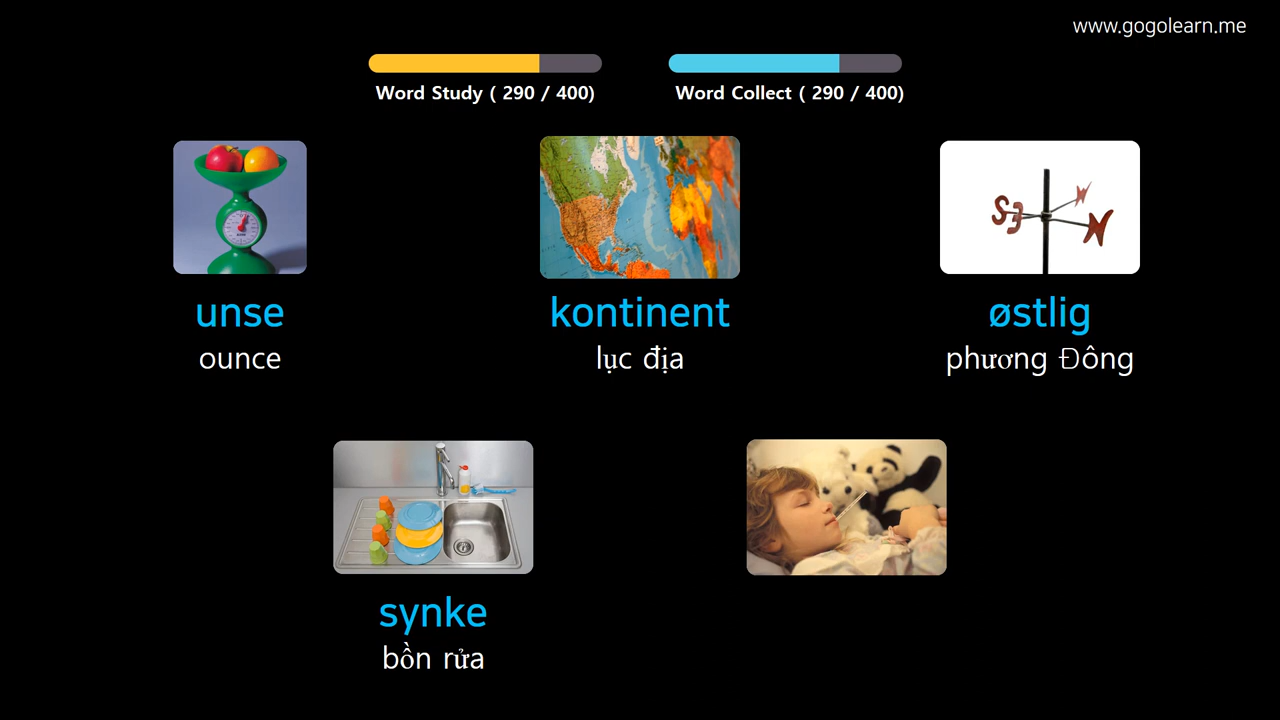 www.gogolearn.me
Word Study ( 290 / 400)
Word Collect ( 290 / 400)
S
N
unse
kontinent
østlig
ounce
lục địa
phương Đông
synke
bồn rửa